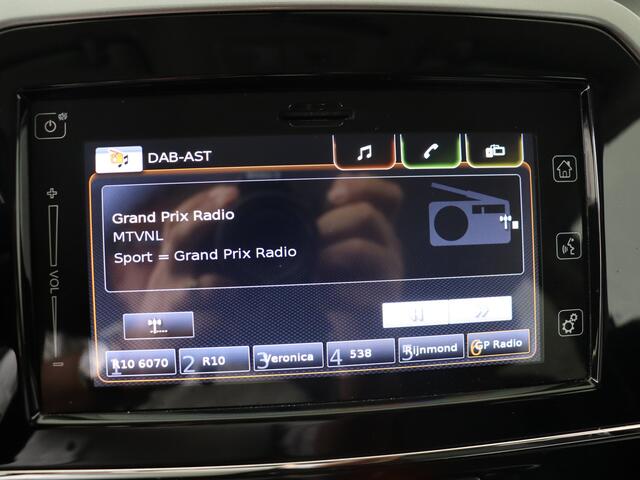 DAB-AST
Grand Prix Radio
MTVNL
Sport = Grand Prix Radio
+
VOL
-
1 R10 6070
2 R10
3 Veronica
4 538
5 Rijnmond
6 GP Radio